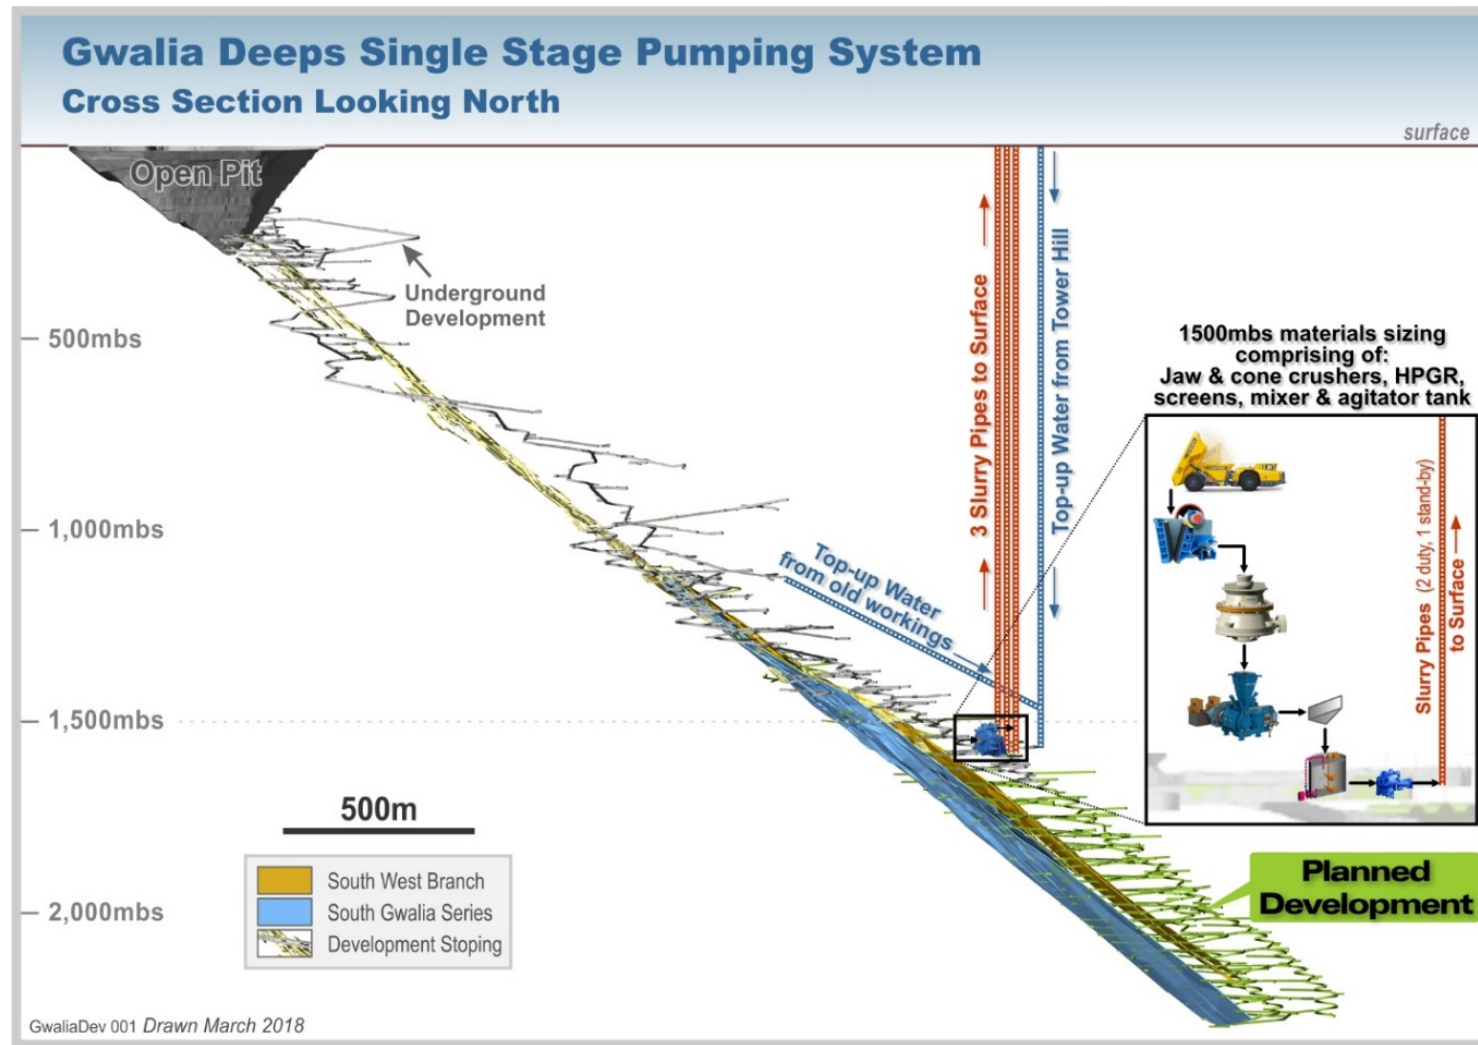 Gwalia Deeps Single Stage Pumping System
Cross Section Looking North
surface
Open Pit
Underground
Development
500mbs
1,000mbs
1,500mbs
2,000mbs
3 Slurry Pipes to Surface
Top-up Water from Tower Hill
Top-up Water
from old workings
1500mbs materials sizing
comprising of:
Jaw & cone crushers, HPGR,
screens, mixer & agitator tank
Slurry Pipes (2 duty, 1 stand-by)
to Surface
Planned
Development
500m
South West Branch
South Gwalia Series
Development Stoping
GwaliaDev 001 Drawn March 2018